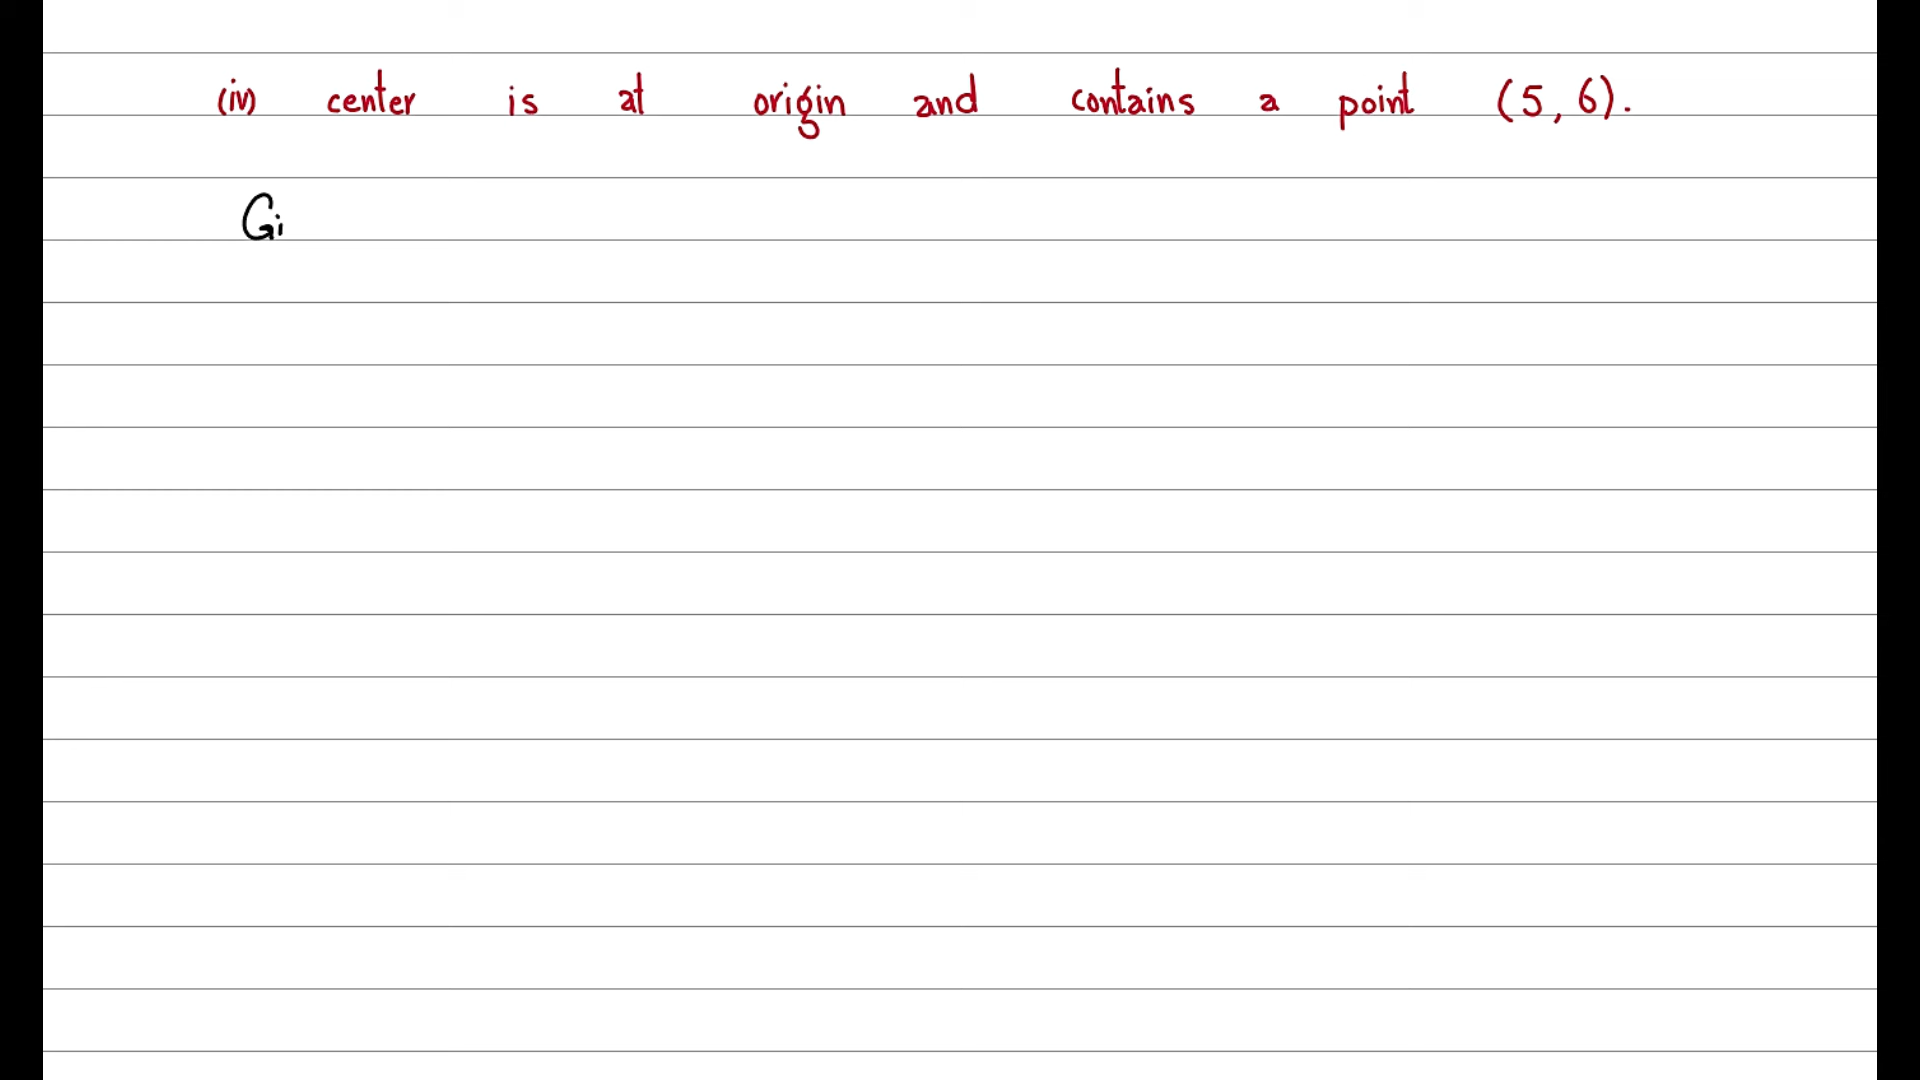 (iv) center is at origin and contains a point (5, 6).
Gi